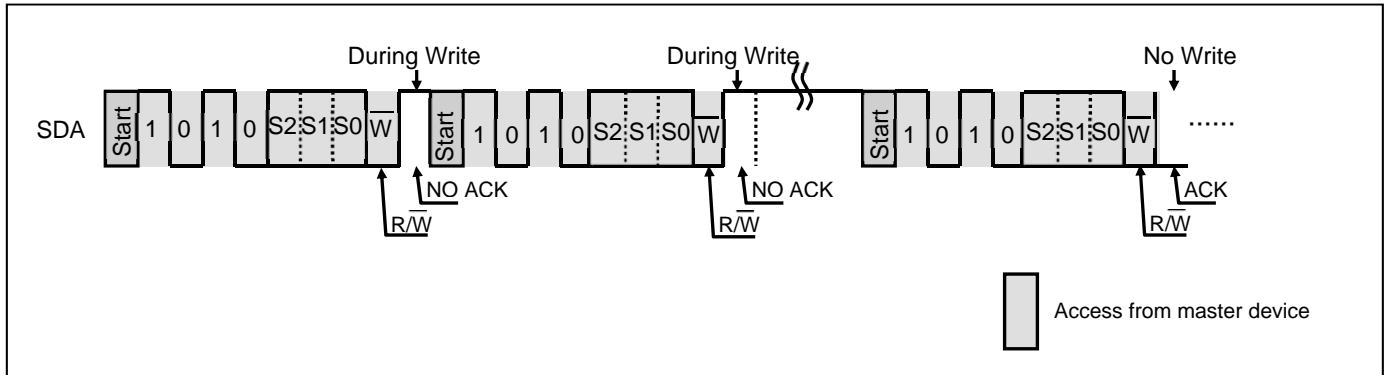 During Write During Write No Write
SDA Start 1 0 1 0 S2 S1 S0 W̅ Start 1 0 1 0 S2 S1 S0 W̅ Start 1 0 1 0 S2 S1 S0 W̅ ......
NO ACK NO ACK ACK
R/W̅ R/W̅ R/W̅
Access from master device